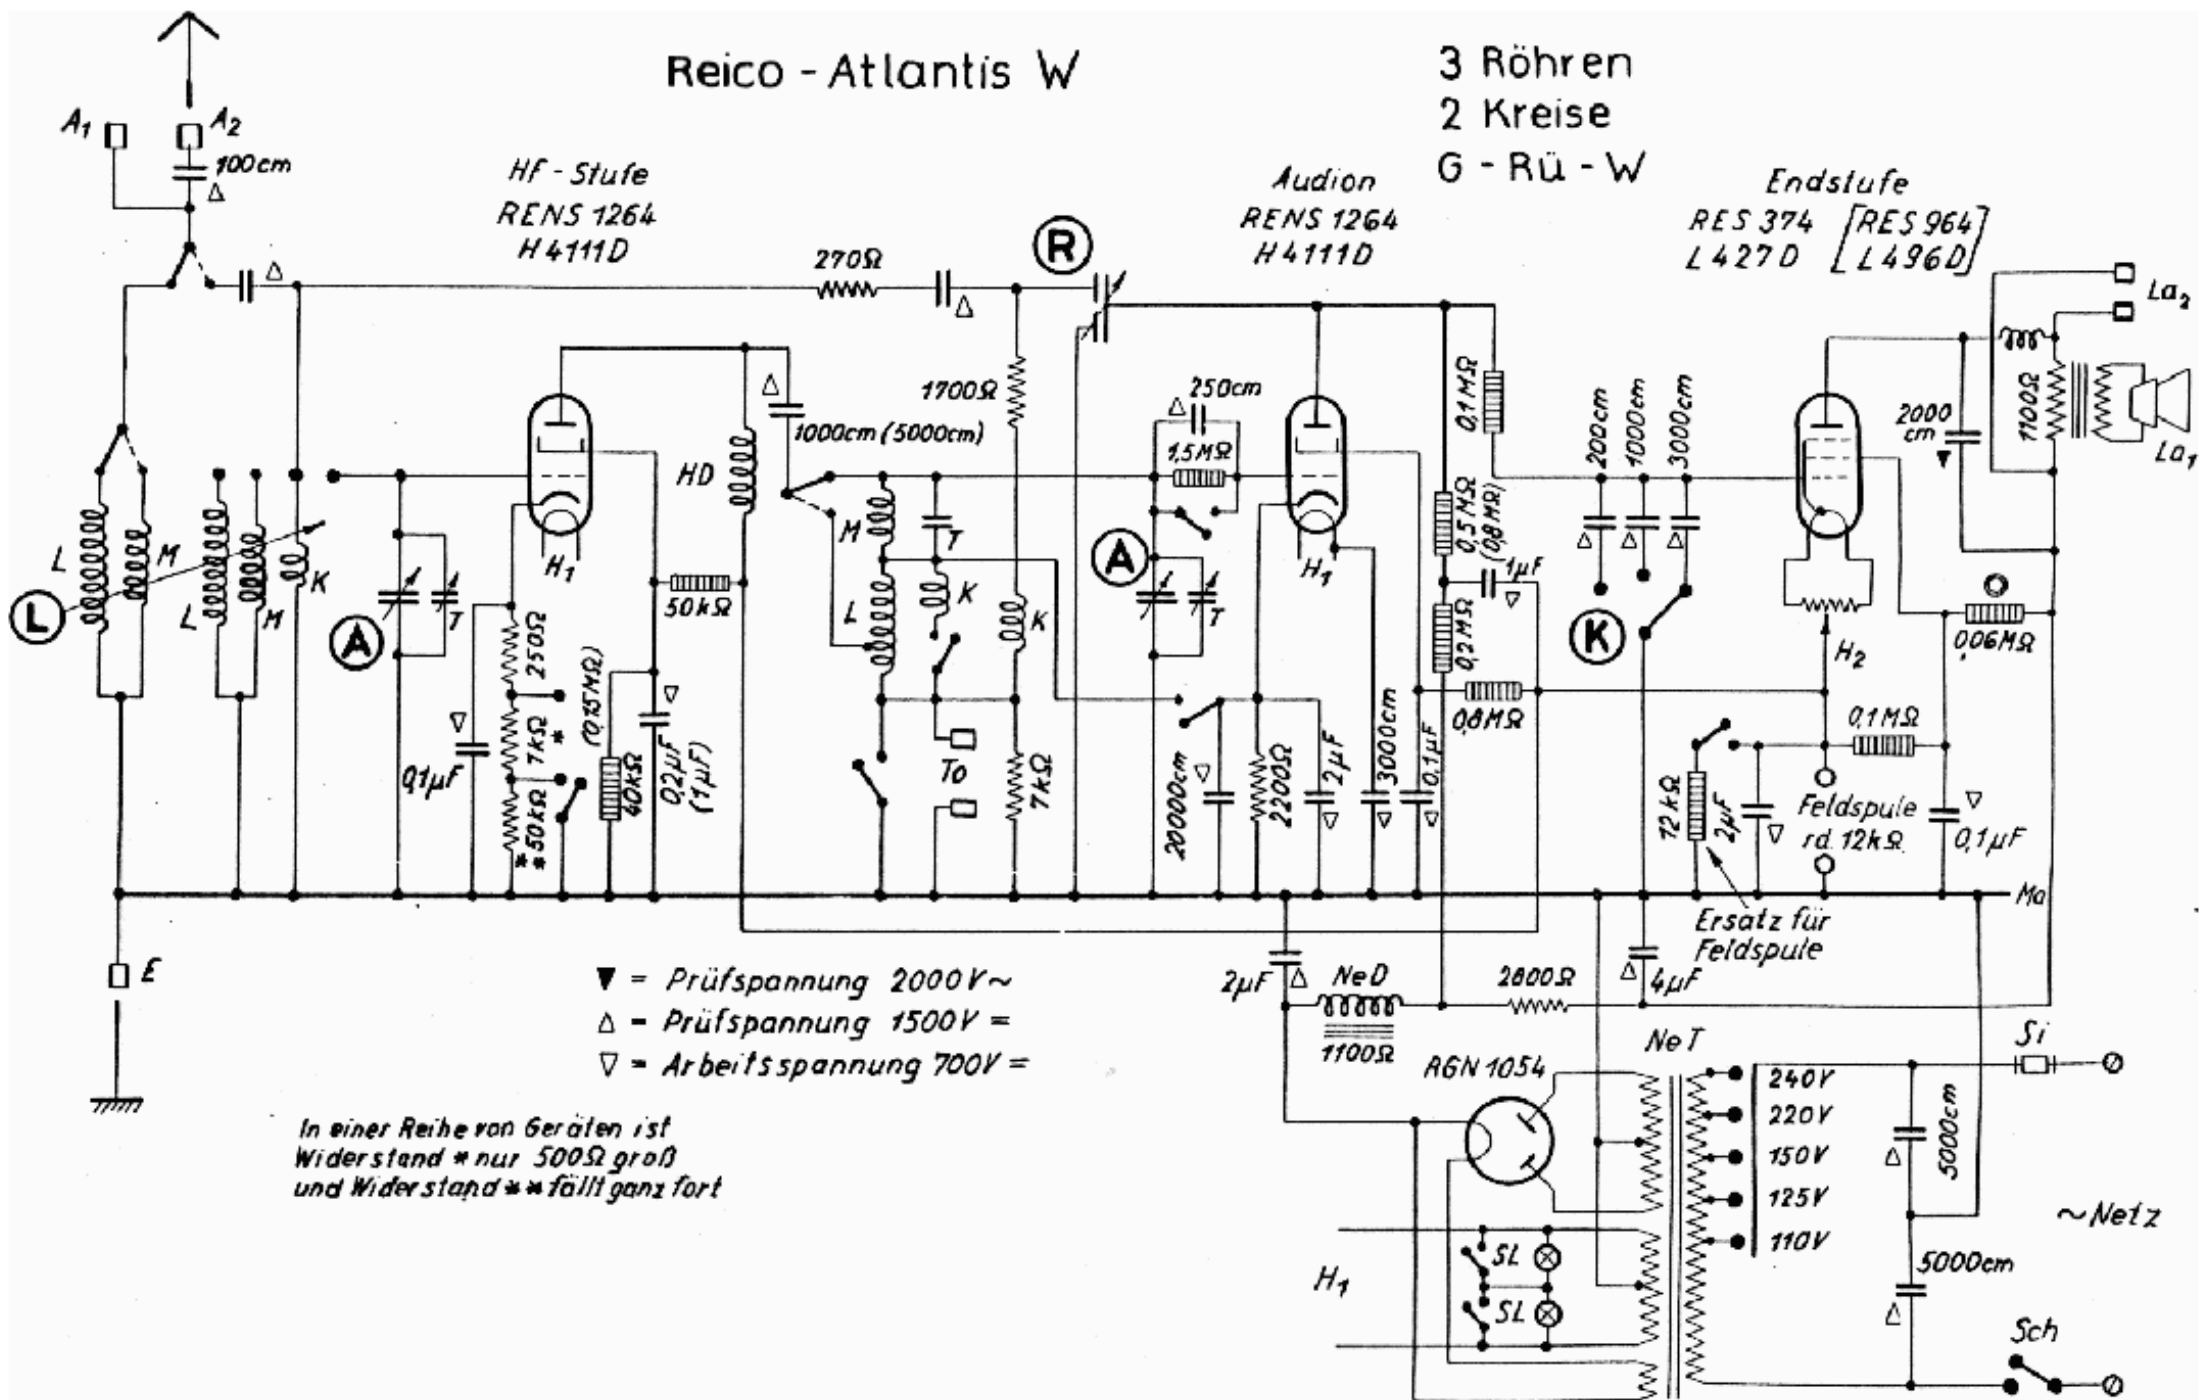 Reico - Atlantis W
3 Röhren
2 Kreise
G - Rü - W
A1
A2
100cm
HF - Stufe
RENS 1264
H4111D
R
Audion
RENS 1264
H4111D
Endstufe
RES 374 [RES 964]
L427D [L496D]
La2
La1
270Ω
1700Ω
250cm
1,5MΩ
0,1MΩ
200cm
1000cm
3000cm
2000 cm
1100Ω
1000cm (5000cm)
HD
L
M
L
M
K
L
A
T
H1
50kΩ
M
T
L
K
K
A
T
H1
0,5MΩ
(0,8MΩ)
1µF
0,2MΩ
K
H2
0,06MΩ
0,1µF
250Ω
7kΩ
*
* * 50kΩ
(0,15MΩ)
40kΩ
0,2µF
(1µF)
To
7kΩ
20000cm
2200Ω
2µF
3000cm
0,1µF
0,8MΩ
12kΩ
2µF
0,1MΩ
Feldspule
rd. 12kΩ
0,1µF
Ma
Ersatz für
Feldspule
E
▼ = Prüfspannung 2000V~
△ = Prüfspannung 1500V =
▽ = Arbeitsspannung 700V =
2µF
NeD
1100Ω
2800Ω
4µF
In einer Reihe von Geräten ist
Widerstand * nur 500Ω groß
und Widerstand * * fällt ganz fort
RGN 1054
NeT
240V
220V
150V
125V
110V
Si
5000cm
5000cm
~Netz
H1
SL
SL
Sch